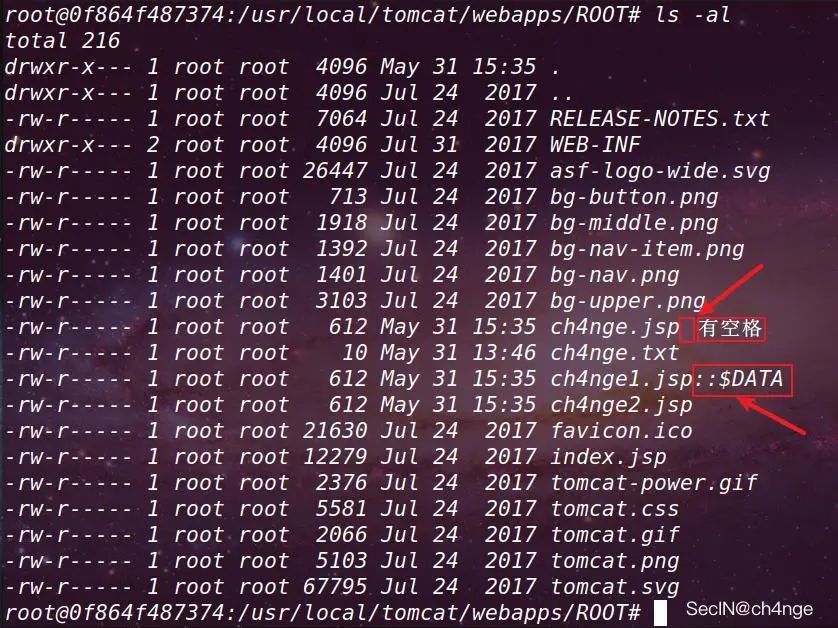 root@0f864f487374:/usr/local/tomcat/webapps/ROOT# ls -al
total 216
drwxr-x--- 1 root root  4096 May 31 15:35 .
drwxr-x--- 1 root root  4096 Jul 24  2017 ..
-rw-r----- 1 root root  7064 Jul 24  2017 RELEASE-NOTES.txt
drwxr-x--- 2 root root  4096 Jul 31  2017 WEB-INF
-rw-r----- 1 root root 26447 Jul 24  2017 asf-logo-wide.svg
-rw-r----- 1 root root   713 Jul 24  2017 bg-button.png
-rw-r----- 1 root root  1918 Jul 24  2017 bg-middle.png
-rw-r----- 1 root root  1392 Jul 24  2017 bg-nav-item.png
-rw-r----- 1 root root  1401 Jul 24  2017 bg-nav.png
-rw-r----- 1 root root  3103 Jul 24  2017 bg-upper.png
-rw-r----- 1 root root   612 May 31 15:35 ch4nge.jsp  有空格
-rw-r----- 1 root root    10 May 31 13:46 ch4nge.txt
-rw-r----- 1 root root   612 May 31 15:35 ch4nge1.jsp::$DATA
-rw-r----- 1 root root   612 May 31 15:35 ch4nge2.jsp
-rw-r----- 1 root root 21630 Jul 24  2017 favicon.ico
-rw-r----- 1 root root 12279 Jul 24  2017 index.jsp
-rw-r----- 1 root root  2376 Jul 24  2017 tomcat-power.gif
-rw-r----- 1 root root  5581 Jul 24  2017 tomcat.css
-rw-r----- 1 root root  2066 Jul 24  2017 tomcat.gif
-rw-r----- 1 root root  5103 Jul 24  2017 tomcat.png
-rw-r----- 1 root root 67795 Jul 24  2017 tomcat.svg
root@0f864f487374:/usr/local/tomcat/webapps/ROOT#
SecIN@ch4nge